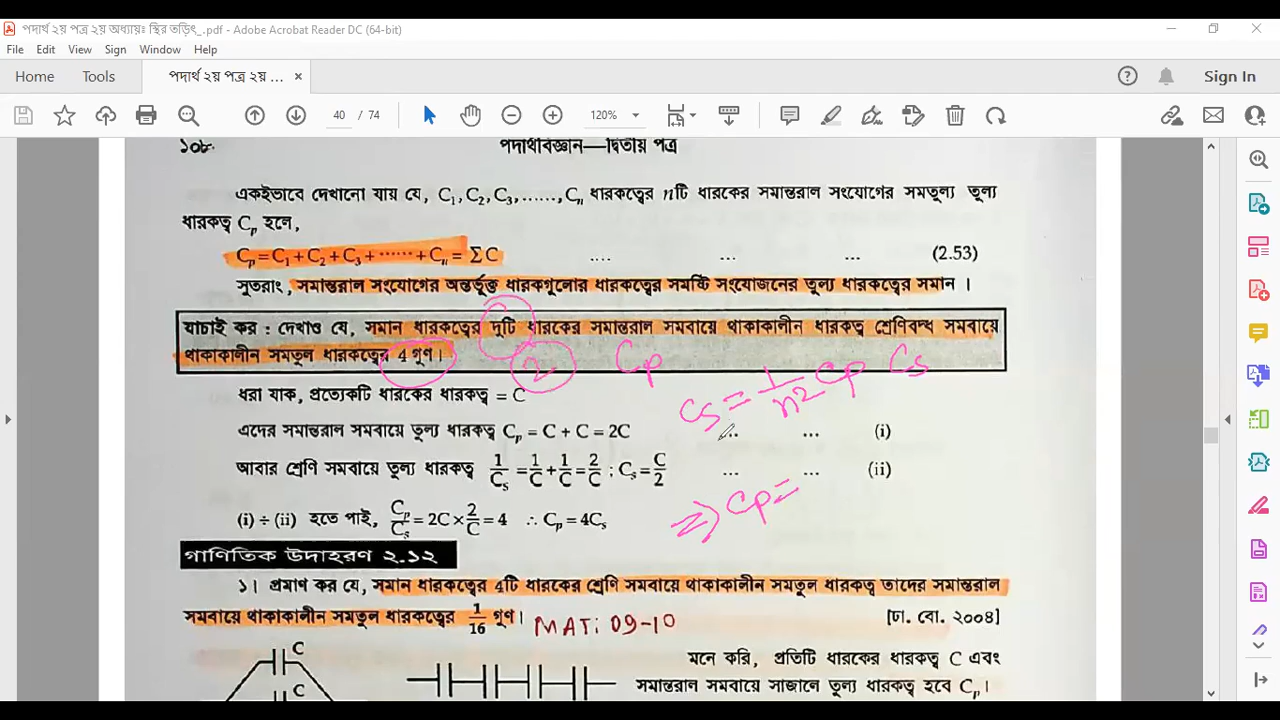 পদার্থ ২য় পত্র ২য় অধ্যায়ঃ স্থির তড়িৎ_.pdf - Adobe Acrobat Reader DC (64-bit)
File Edit View Sign Window Help
Home Tools পদার্থ ২য় পত্র ২য় ... × Sign In
40 / 74 120%
১০৮ পদার্থবিজ্ঞান—দ্বিতীয় পত্র
একইভাবে দেখানো যায় যে, C₁, C₂, C₃, ……, Cₙ ধারকত্বের nটি ধারকের সমান্তরাল সংযোগের সমতুল্য তুল্য
ধারকত্ব Cₚ হলে,
Cₚ = C₁ + C₂ + C₃ + ⋯⋯ + Cₙ = ∑ C .... ... ... (2.53)
সুতরাং, সমান্তরাল সংযোগের অন্তর্ভুক্ত ধারকগুলোর ধারকত্বের সমষ্টি সংযোজনের তুল্য ধারকত্বের সমান ।
যাচাই কর : দেখাও যে, সমান ধারকত্বের দুটি ধারকের সমান্তরাল সমবায়ে থাকাকালীন ধারকত্ব শ্রেণিবদ্ধ সমবায়ে
থাকাকালীন সমতুল ধারকত্বের 4 গুণ।
2 Cp Cs
Cs = 1/n² Cp
ধরা যাক, প্রত্যেকটি ধারকের ধারকত্ব = C
এদের সমান্তরাল সমবায়ে তুল্য ধারকত্ব Cₚ = C + C = 2C ... ... (i)
আবার শ্রেণি সমবায়ে তুল্য ধারকত্ব 1/Cₛ = 1/C + 1/C = 2/C ; Cₛ = C/2 ... ... (ii)
⇒ Cp =
(i) ÷ (ii) হতে পাই, Cₚ/Cₛ = 2C × 2/C = 4 ∴ Cₚ = 4Cₛ
গাণিতিক উদাহরণ ২.১২
১। প্রমাণ কর যে, সমান ধারকত্বের 4টি ধারকের শ্রেণি সমবায়ে থাকাকালীন সমতুল ধারকত্ব তাদের সমান্তরাল
সমবায়ে থাকাকালীন সমতুল ধারকত্বের 1/16 গুণ। MAT: 09-10 [ঢা. বো. ২০০৪]
C
C
মনে করি, প্রতিটি ধারকের ধারকত্ব C এবং
সমান্তরাল সমবায়ে সাজালে তুল্য ধারকত্ব হবে Cₚ।